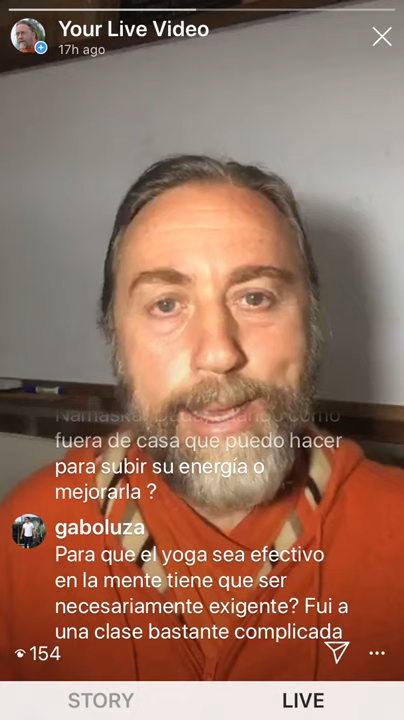 Your Live Video
17h ago
Namaskar
como
fuera de casa que puedo hacer
para subir su energía o
mejorarla ?
gaboluza
Para que el yoga sea efectivo
en la mente tiene que ser
necesariamente exigente? Fui a
una clase bastante complicada
154
STORY
LIVE